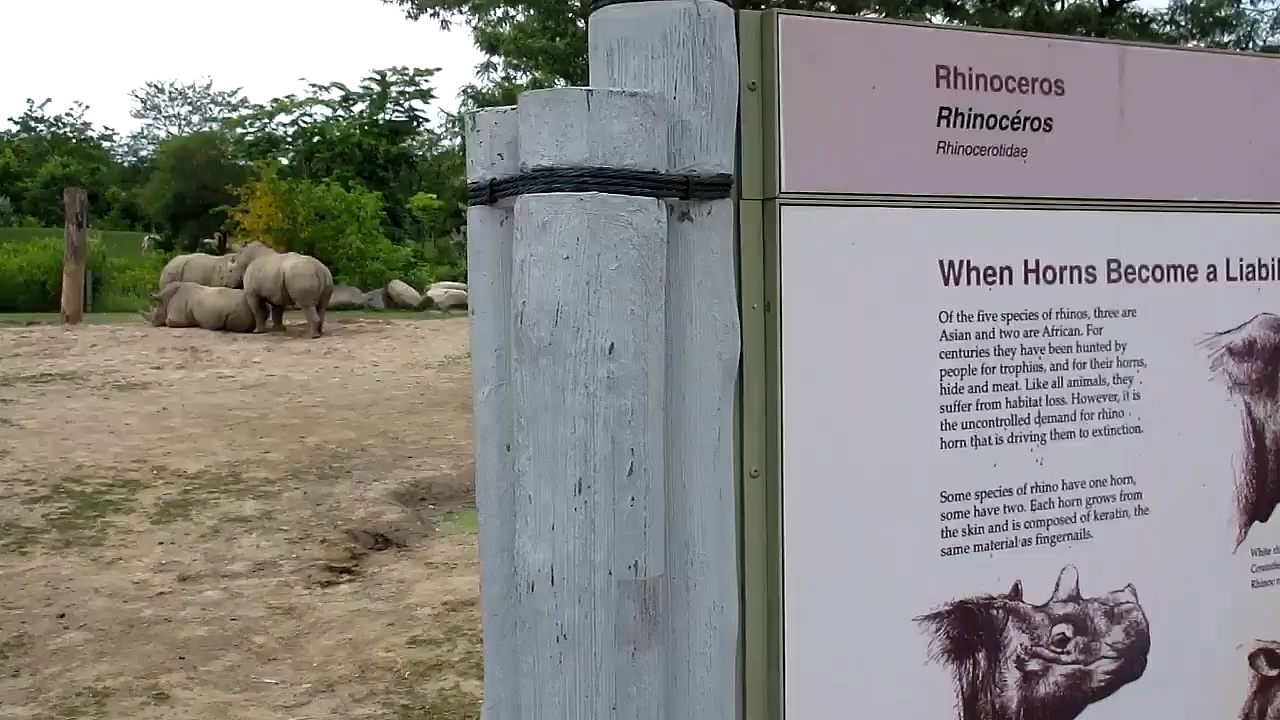 Rhinoceros
Rhinocéros
Rhinocerotidae
When Horns Become a
Of the five species of rhinos, three are
Asian and two are African. For
centuries they have been hunted by
people for trophies, and for their horns,
hide and meat. Like all animals, they
suffer from habitat loss. However, it is
the uncontrolled demand for rhino
horn that is driving them to extinction.
Some species of rhino have one horn,
some have two. Each horn grows from
the skin and is composed of keratin, the
same material as fingernails.
White